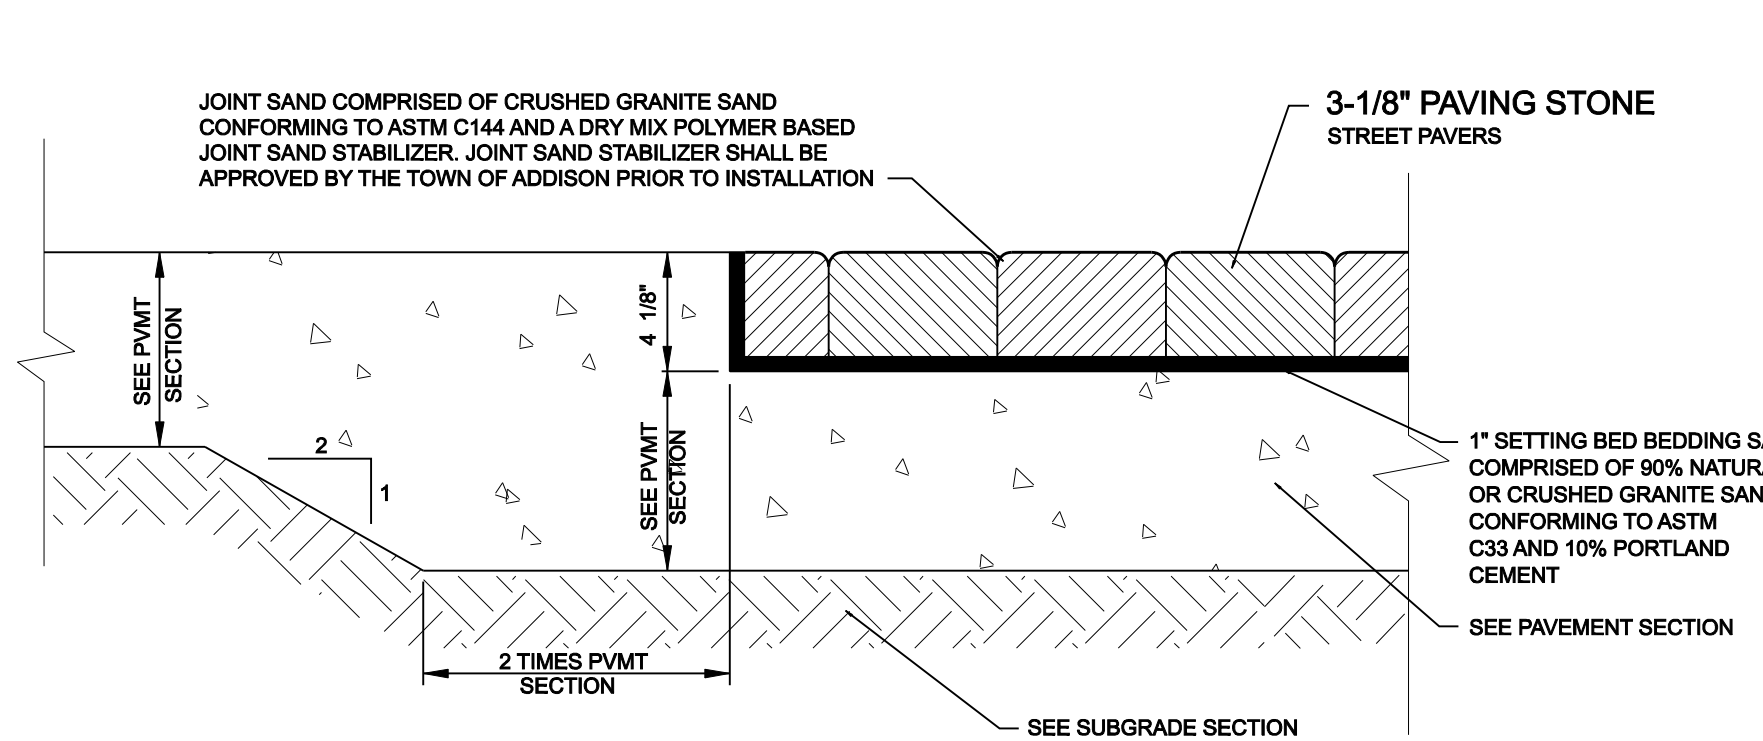 JOINT SAND COMPRISED OF CRUSHED GRANITE SAND
CONFORMING TO ASTM C144 AND A DRY MIX POLYMER BASED
JOINT SAND STABILIZER. JOINT SAND STABILIZER SHALL BE
APPROVED BY THE TOWN OF ADDISON PRIOR TO INSTALLATION
3-1/8" PAVING STONE
STREET PAVERS
SEE PVMT
SECTION
4 1/8"
2
1
SEE PVMT
SECTION
1" SETTING BED BEDDING
COMPRISED OF 90%
OR CRUSHED GRANITE
CONFORMING TO ASTM
C33 AND 10% PORTLAND
CEMENT
SEE PAVEMENT SECTION
2 TIMES PVMT
SECTION
SEE SUBGRADE SECTION